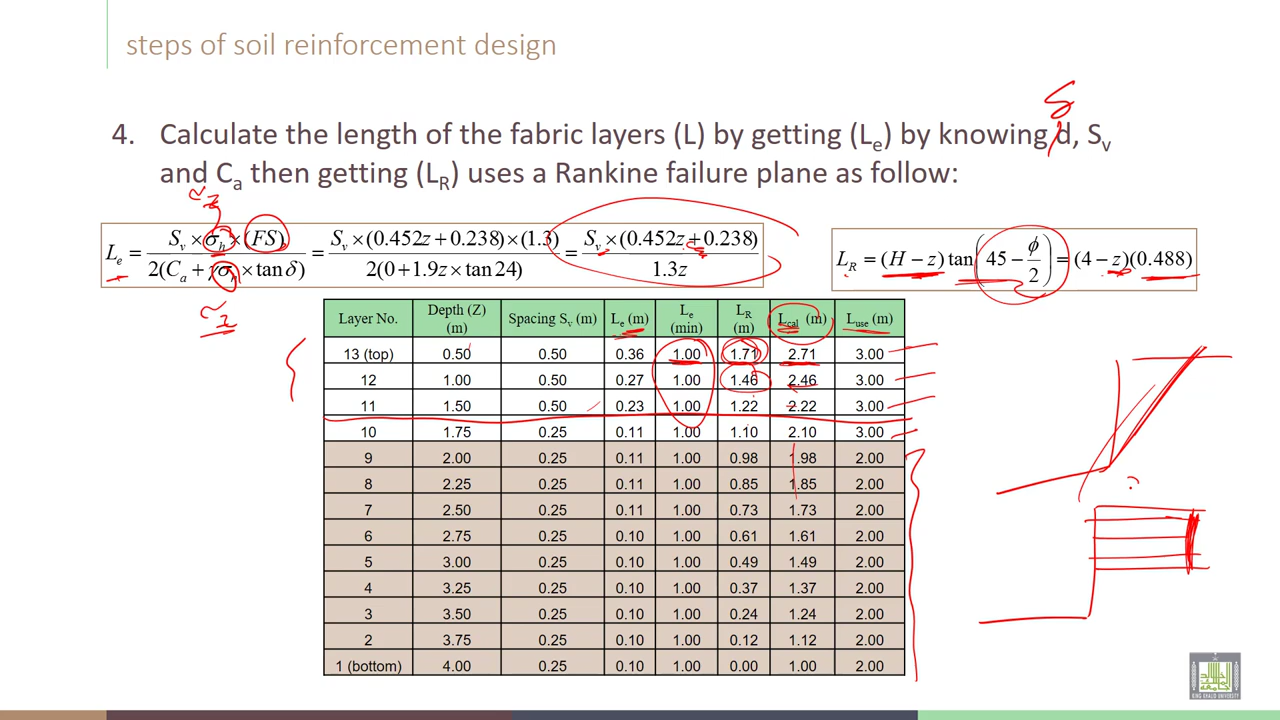 steps of soil reinforcement design
4. Calculate the length of the fabric layers (L) by getting (Le) by knowing d, Sv
and Ca then getting (LR) uses a Rankine failure plane as follow:
δ
σz
Le = Sv × σh × (FS) / 2(Ca + γσv × tan δ) = Sv × (0.452z + 0.238) × (1.3) / 2(0 + 1.9z × tan 24) = Sv × (0.452z + 0.238) / 1.3z
LR = (H − z) tan(45 − ϕ/2) = (4 − z)(0.488)
Layer No. Depth (Z) (m) Spacing Sv (m) Le (m) Le (min) LR (m) Lcal (m) Luse (m)
13 (top) 0.50 0.50 0.36 1.00 1.71 2.71 3.00
12 1.00 0.50 0.27 1.00 1.46 2.46 3.00
11 1.50 0.50 0.23 1.00 1.22 2.22 3.00
10 1.75 0.25 0.11 1.00 1.10 2.10 3.00
9 2.00 0.25 0.11 1.00 0.98 1.98 2.00
8 2.25 0.25 0.11 1.00 0.85 1.85 2.00
7 2.50 0.25 0.11 1.00 0.73 1.73 2.00
6 2.75 0.25 0.10 1.00 0.61 1.61 2.00
5 3.00 0.25 0.10 1.00 0.49 1.49 2.00
4 3.25 0.25 0.10 1.00 0.37 1.37 2.00
3 3.50 0.25 0.10 1.00 0.24 1.24 2.00
2 3.75 0.25 0.10 1.00 0.12 1.12 2.00
1 (bottom) 4.00 0.25 0.10 1.00 0.00 1.00 2.00
KING KHALID UNIVERSITY